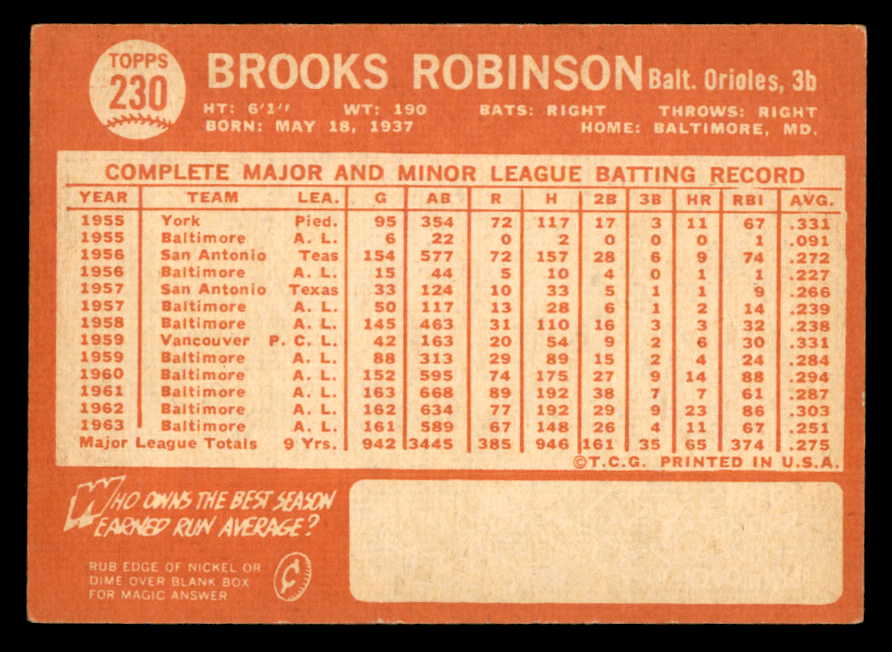 TOPPS
230
BROOKS ROBINSON Balt. Orioles, 3b
HT: 6'1" WT: 190 BATS: RIGHT THROWS: RIGHT
BORN: MAY 18, 1937 HOME: BALTIMORE, MD.
COMPLETE MAJOR AND MINOR LEAGUE BATTING RECORD
YEAR TEAM LEA. G AB R H 2B 3B HR RBI AVG.
1955 York Pied. 95 354 72 117 17 3 11 67 .331
1955 Baltimore A. L. 6 22 0 2 0 0 0 1 .091
1956 San Antonio Teas 154 577 72 157 28 6 9 74 .272
1956 Baltimore A. L. 15 44 5 10 4 0 1 1 .227
1957 San Antonio Texas 33 124 10 33 5 1 1 9 .266
1957 Baltimore A. L. 50 117 13 28 6 1 2 14 .239
1958 Baltimore A. L. 145 463 31 110 16 3 3 32 .238
1959 Vancouver P. C. L. 42 163 20 54 9 2 6 30 .331
1959 Baltimore A. L. 88 313 29 89 15 2 4 24 .284
1960 Baltimore A. L. 152 595 74 175 27 9 14 88 .294
1961 Baltimore A. L. 163 668 89 192 38 7 7 61 .287
1962 Baltimore A. L. 162 634 77 192 29 9 23 86 .303
1963 Baltimore A. L. 161 589 67 148 26 4 11 67 .251
Major League Totals 9 Yrs. 942 3445 385 946 161 35 65 374 .275
©T.C.G. PRINTED IN U.S.A.
WHO OWNS THE BEST SEASON
EARNED RUN AVERAGE?
RUB EDGE OF NICKEL OR
DIME OVER BLANK BOX
FOR MAGIC ANSWER
¢